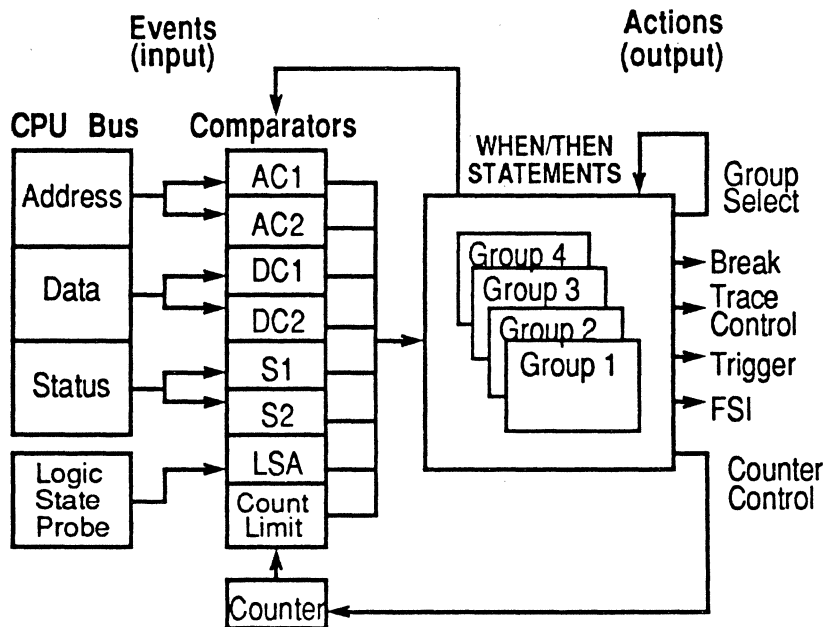 Events
(input)
Actions
(output)
CPU Bus
Comparators
WHEN/THEN
STATEMENTS
Address
Data
Status
Logic
State
Probe
AC1
AC2
DC1
DC2
S1
S2
LSA
Count
Limit
Counter
Group 4
Group 3
Group 2
Group 1
Group
Select
Break
Trace
Control
Trigger
FSI
Counter
Control